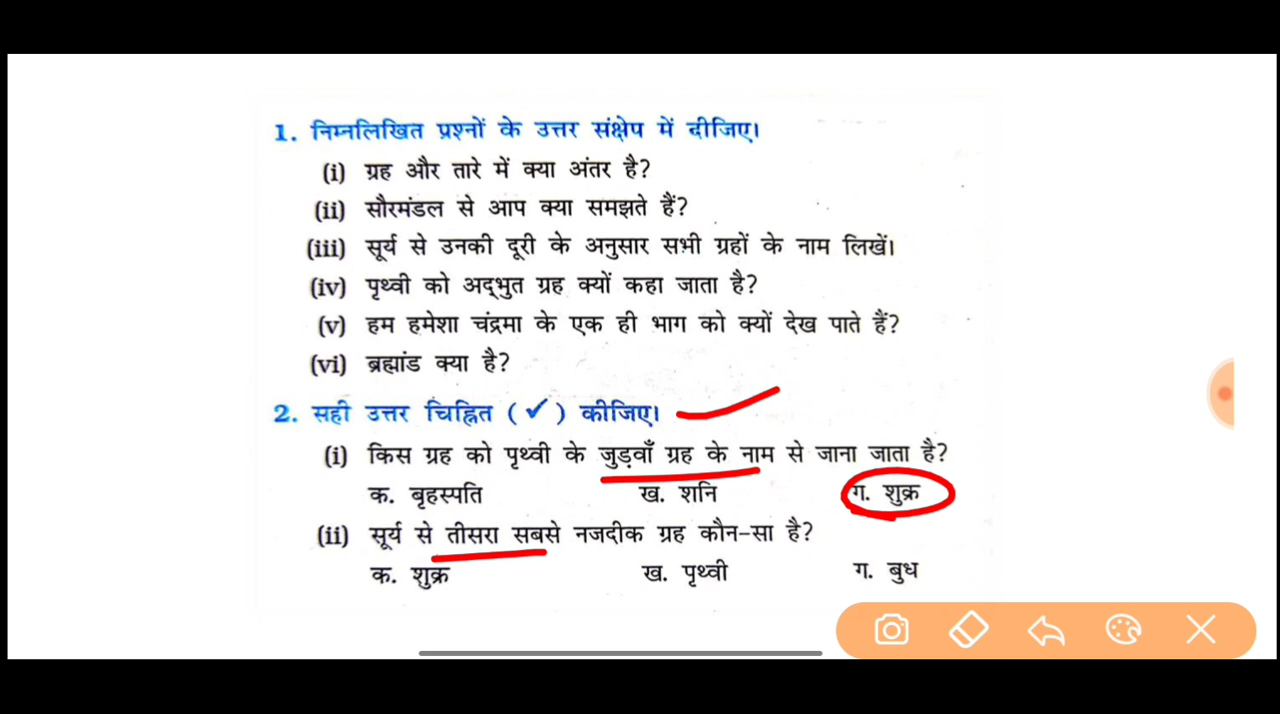 1. निम्नलिखित प्रश्नों के उत्तर संक्षेप में दीजिए।
(i) ग्रह और तारे में क्या अंतर है?
(ii) सौरमंडल से आप क्या समझते हैं?
(iii) सूर्य से उनकी दूरी के अनुसार सभी ग्रहों के नाम लिखें।
(iv) पृथ्वी को अद्भुत ग्रह क्यों कहा जाता है?
(v) हम हमेशा चंद्रमा के एक ही भाग को क्यों देख पाते हैं?
(vi) ब्रह्मांड क्या है?
2. सही उत्तर चिह्नित (✓) कीजिए।
(i) किस ग्रह को पृथ्वी के जुड़वाँ ग्रह के नाम से जाना जाता है?
क. बृहस्पति ख. शनि ग. शुक्र
(ii) सूर्य से तीसरा सबसे नजदीक ग्रह कौन-सा है?
क. शुक्र ख. पृथ्वी ग. बुध